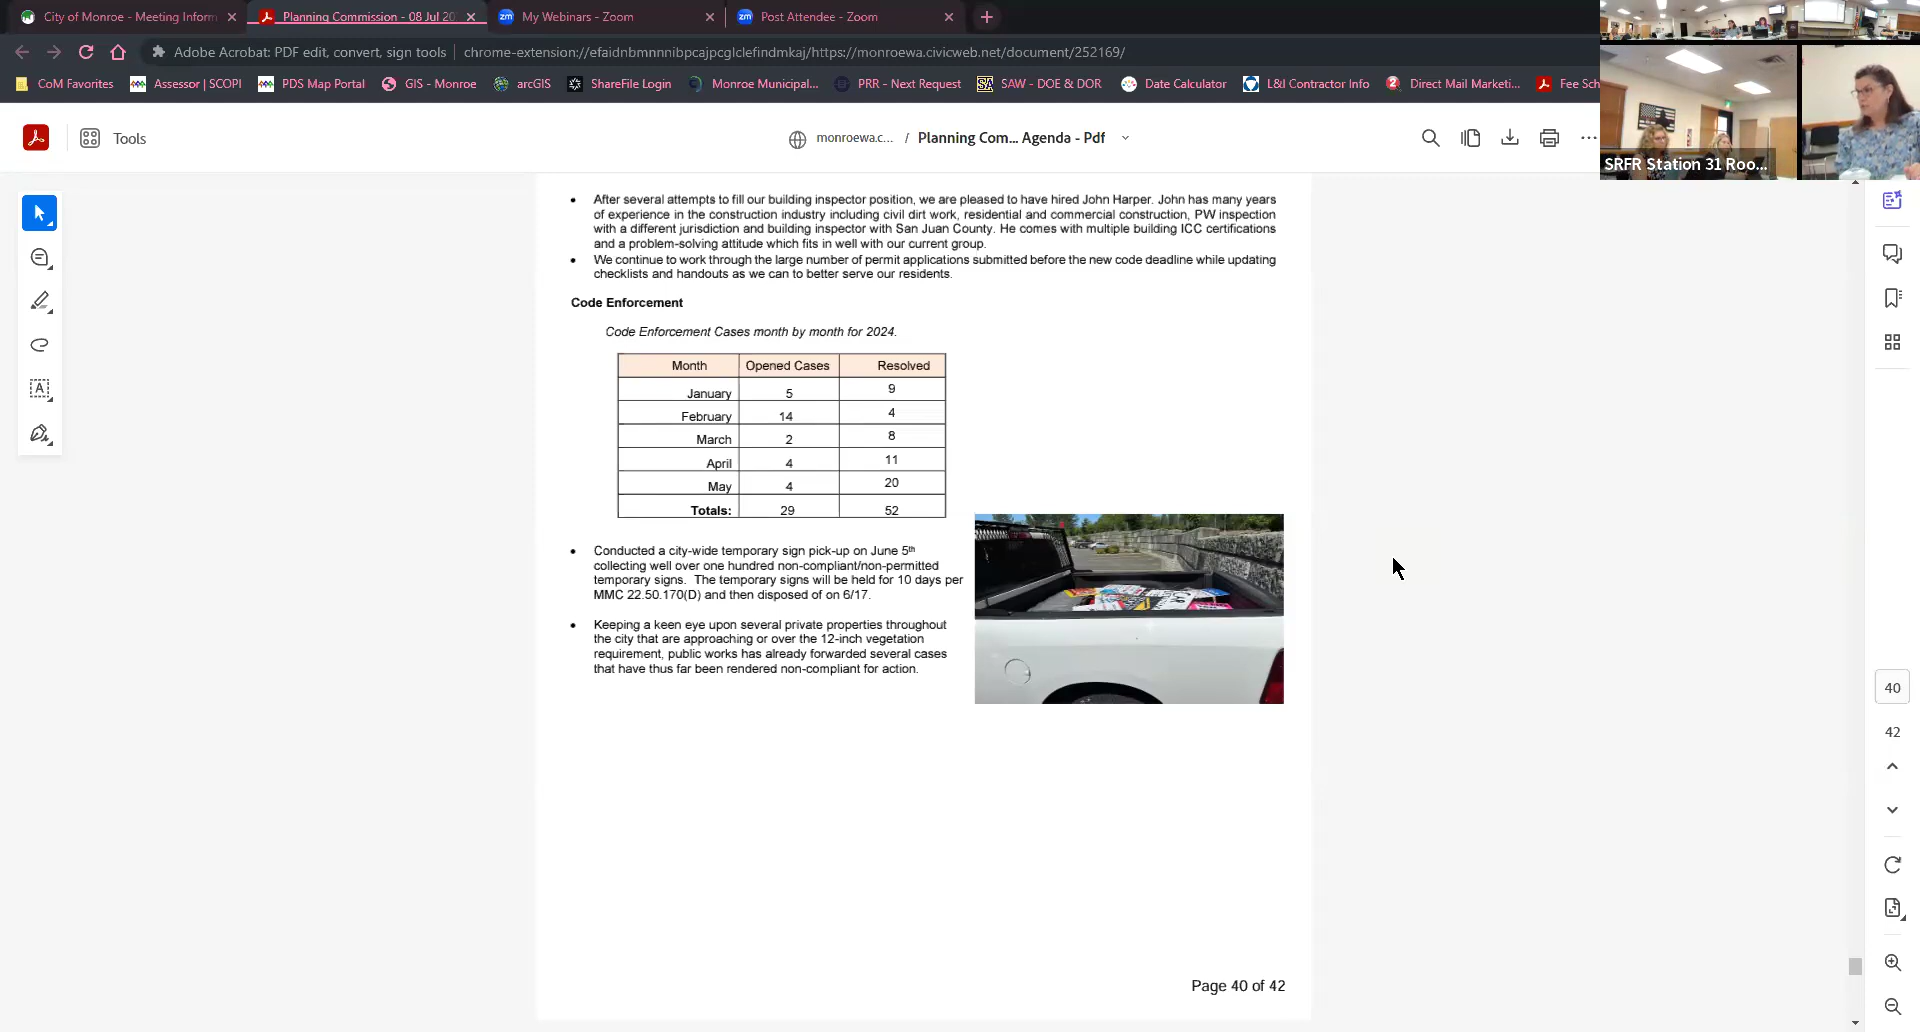 City of Monroe - Meeting Inform
Planning Commission - 08 Jul 20
zm My Webinars - Zoom
zm Post Attendee - Zoom
Adobe Acrobat: PDF edit, convert, sign tools
chrome-extension://efaidnbmnnnibpcajpcglclefindmkaj/https://monroewa.civicweb.net/document/252169/
CoM Favorites
Assessor | SCOPI
PDS Map Portal
GIS - Monroe
arcGIS
ShareFile Login
Monroe Municipal...
PRR - Next Request
SAW - DOE & DOR
Date Calculator
L&I Contractor Info
Direct Mail Marketi...
Fee Sch
SRFR Station 31 Roo...
Tools
monroewa.c... / Planning Com... Agenda - Pdf
• After several attempts to fill our building inspector position, we are pleased to have hired John Harper. John has many years
of experience in the construction industry including civil dirt work, residential and commercial construction, PW inspection
with a different jurisdiction and building inspector with San Juan County. He comes with multiple building ICC certifications
and a problem-solving attitude which fits in well with our current group.
• We continue to work through the large number of permit applications submitted before the new code deadline while updating
checklists and handouts as we can to better serve our residents.
Code Enforcement
Code Enforcement Cases month by month for 2024.
Month Opened Cases Resolved
January 5 9
February 14 4
March 2 8
April 4 11
May 4 20
Totals: 29 52
• Conducted a city-wide temporary sign pick-up on June 5th
collecting well over one hundred non-compliant/non-permitted
temporary signs. The temporary signs will be held for 10 days per
MMC 22.50.170(D) and then disposed of on 6/17.
• Keeping a keen eye upon several private properties throughout
the city that are approaching or over the 12-inch vegetation
requirement, public works has already forwarded several cases
that have thus far been rendered non-compliant for action.
Page 40 of 42
40
42